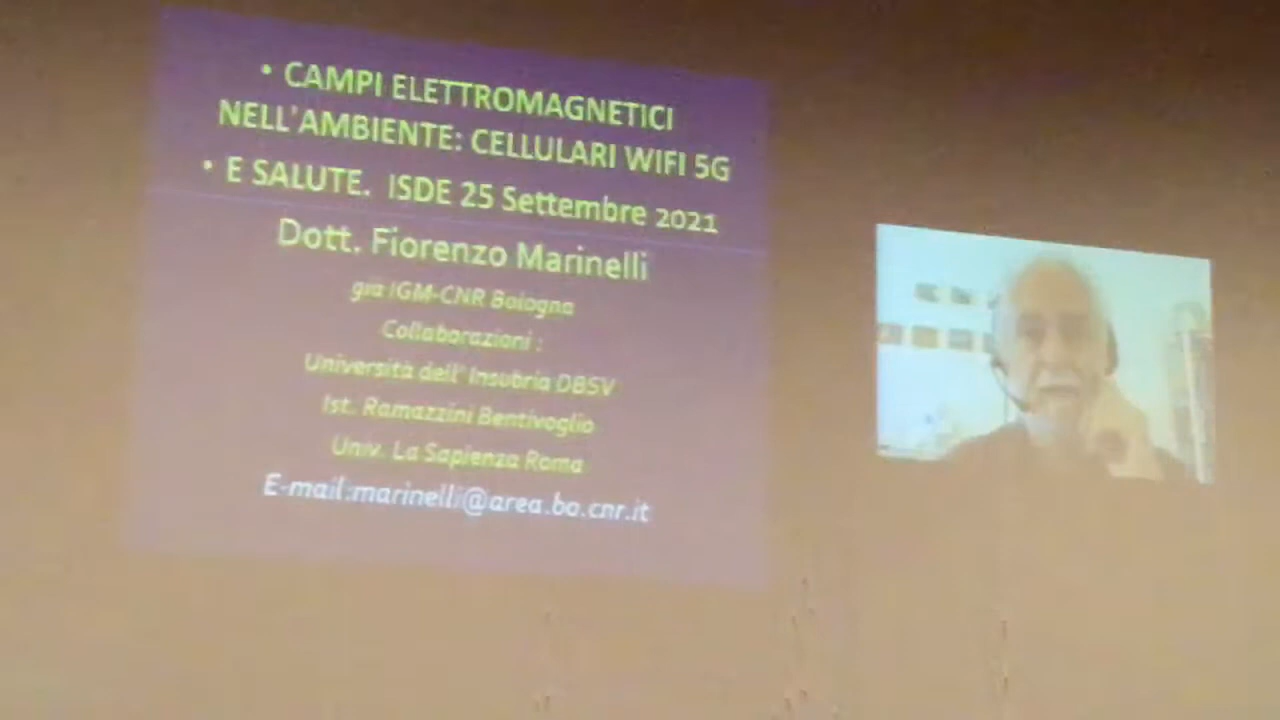 • CAMPI ELETTROMAGNETICI
NELL'AMBIENTE: CELLULARI WIFI 5G
• E SALUTE. ISDE 25 Settembre 2021
Dott. Fiorenzo Marinelli
già IGM-CNR Bologna
Collaborazioni :
Università dell' Insubria DBSV
Ist. Ramazzini Bentivoglio
Univ. La Sapienza Roma
E-mail:marinelli@area.bo.cnr.it